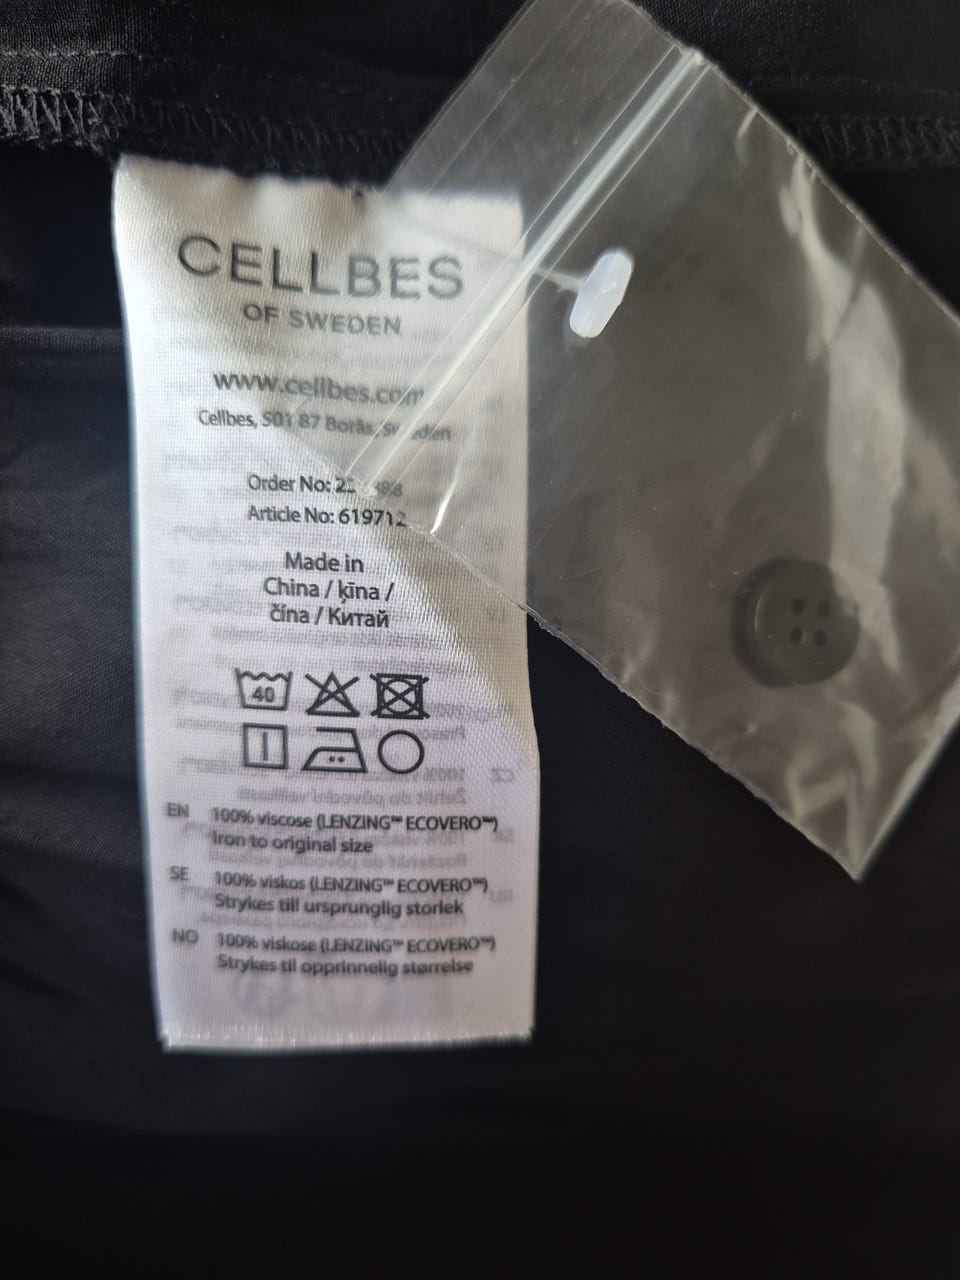 CELLBES
OF SWEDEN
www.cellbes.com
Cellbes, 501 87 Borås, Sweden
Order No:
Article No: 619712
Made in
China / ķīna /
čína / Китай
40
EN 100% viscose (LENZING™ ECOVERO™)
Iron to original size
SE 100% viskos (LENZING™ ECOVERO™)
Strykes till ursprunglig storlek
NO 100% viskose (LENZING™ ECOVERO™)
Strykes til opprinnelig størrelse